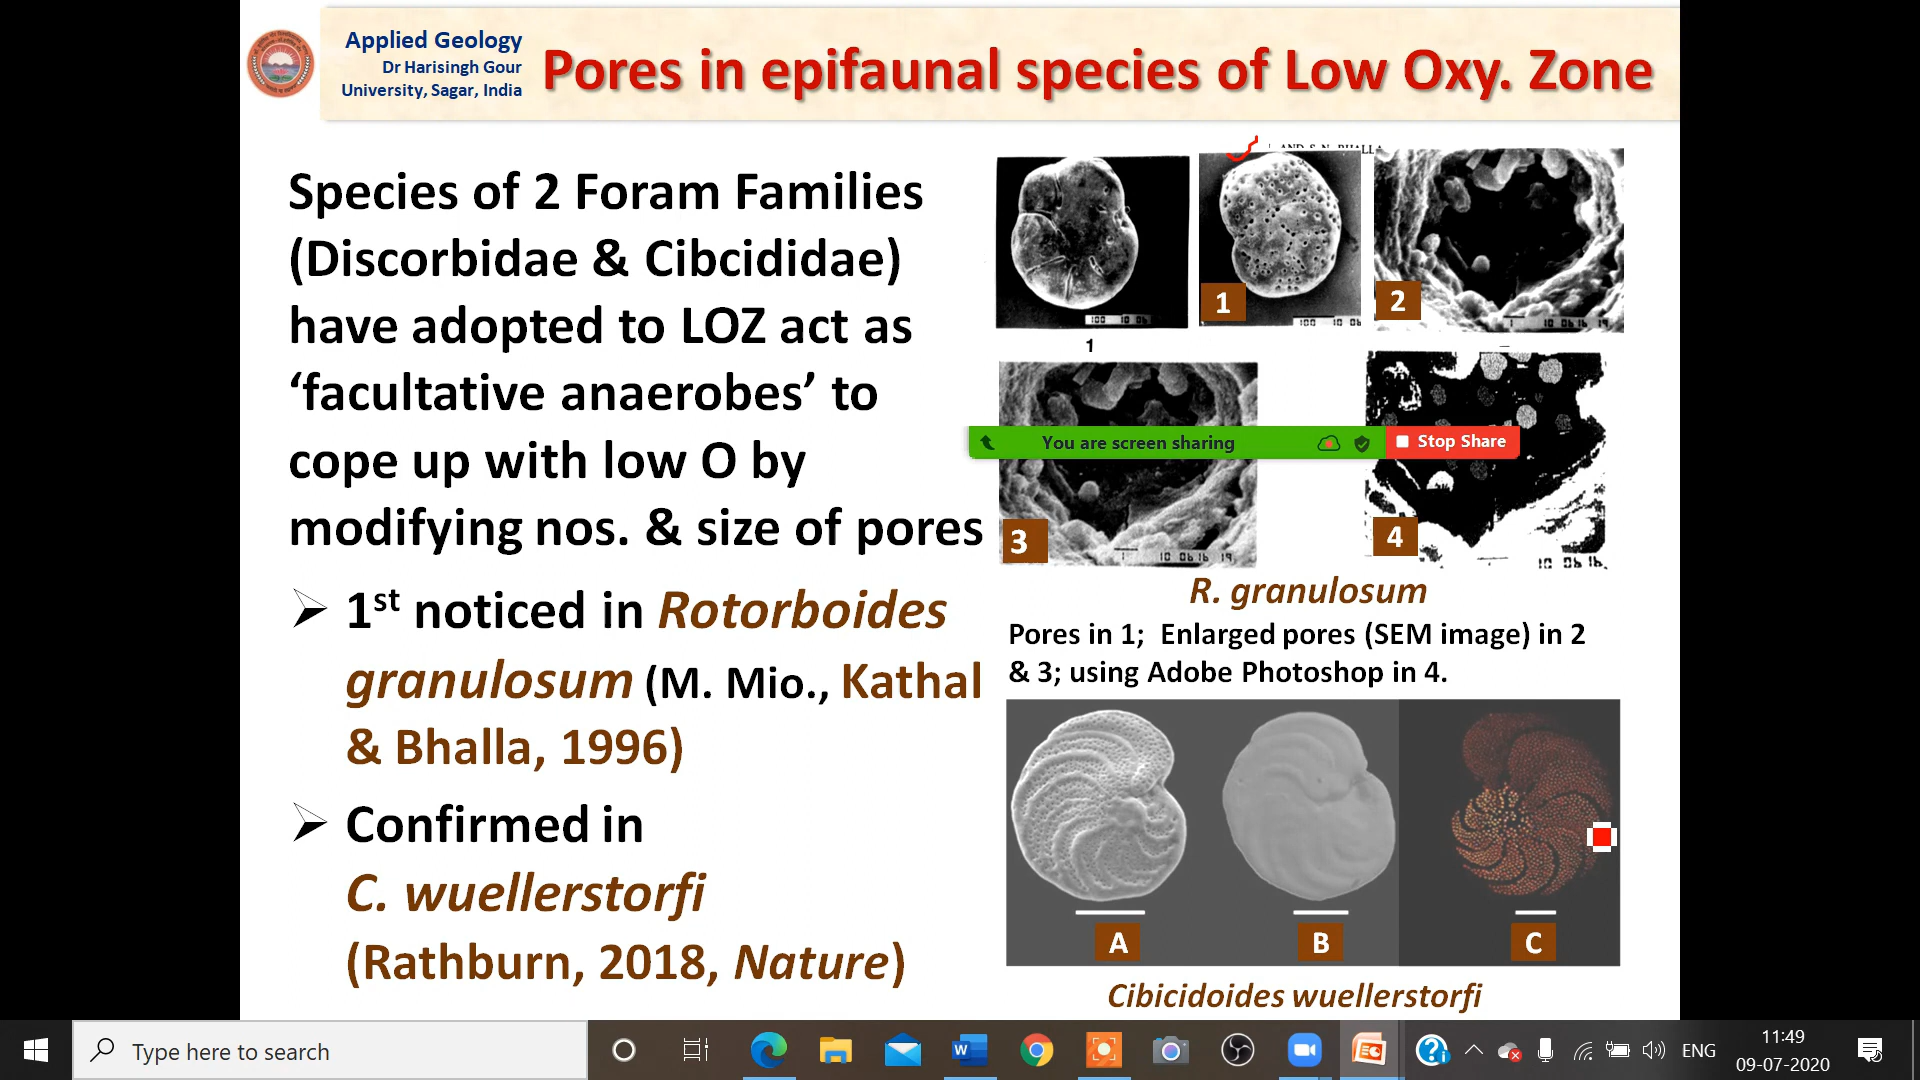 Applied Geology
Dr Harisingh Gour
University, Sagar, India
Pores in epifaunal species of Low Oxy. Zone
Species of 2 Foram Families
(Discorbidae & Cibcididae)
have adopted to LOZ act as
‘facultative anaerobes’ to
cope up with low O by
modifying nos. & size of pores
➢ 1st noticed in Rotorboides
granulosum (M. Mio., Kathal
& Bhalla, 1996)
➢ Confirmed in
C. wuellerstorfi
(Rathburn, 2018, Nature)
AND S. N. BHALLA
1
2
1
You are screen sharing
Stop Share
3
4
R. granulosum
Pores in 1; Enlarged pores (SEM image) in 2
& 3; using Adobe Photoshop in 4.
A
B
C
Cibicidoides wuellerstorfi
Type here to search
ENG
11:49
09-07-2020